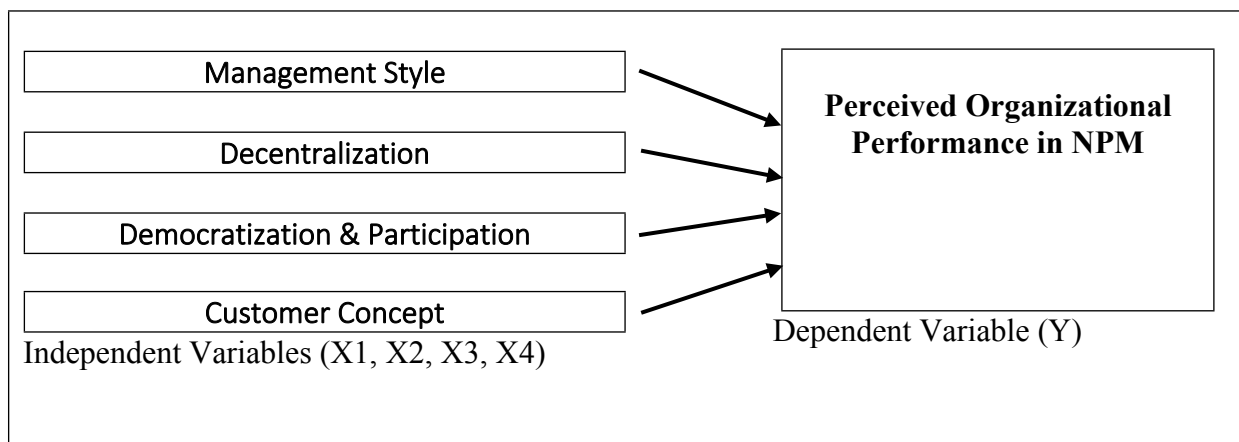 Management Style
Decentralization
Democratization & Participation
Customer Concept
Independent Variables (X1, X2, X3, X4)
Perceived Organizational
Performance in NPM
Dependent Variable (Y)